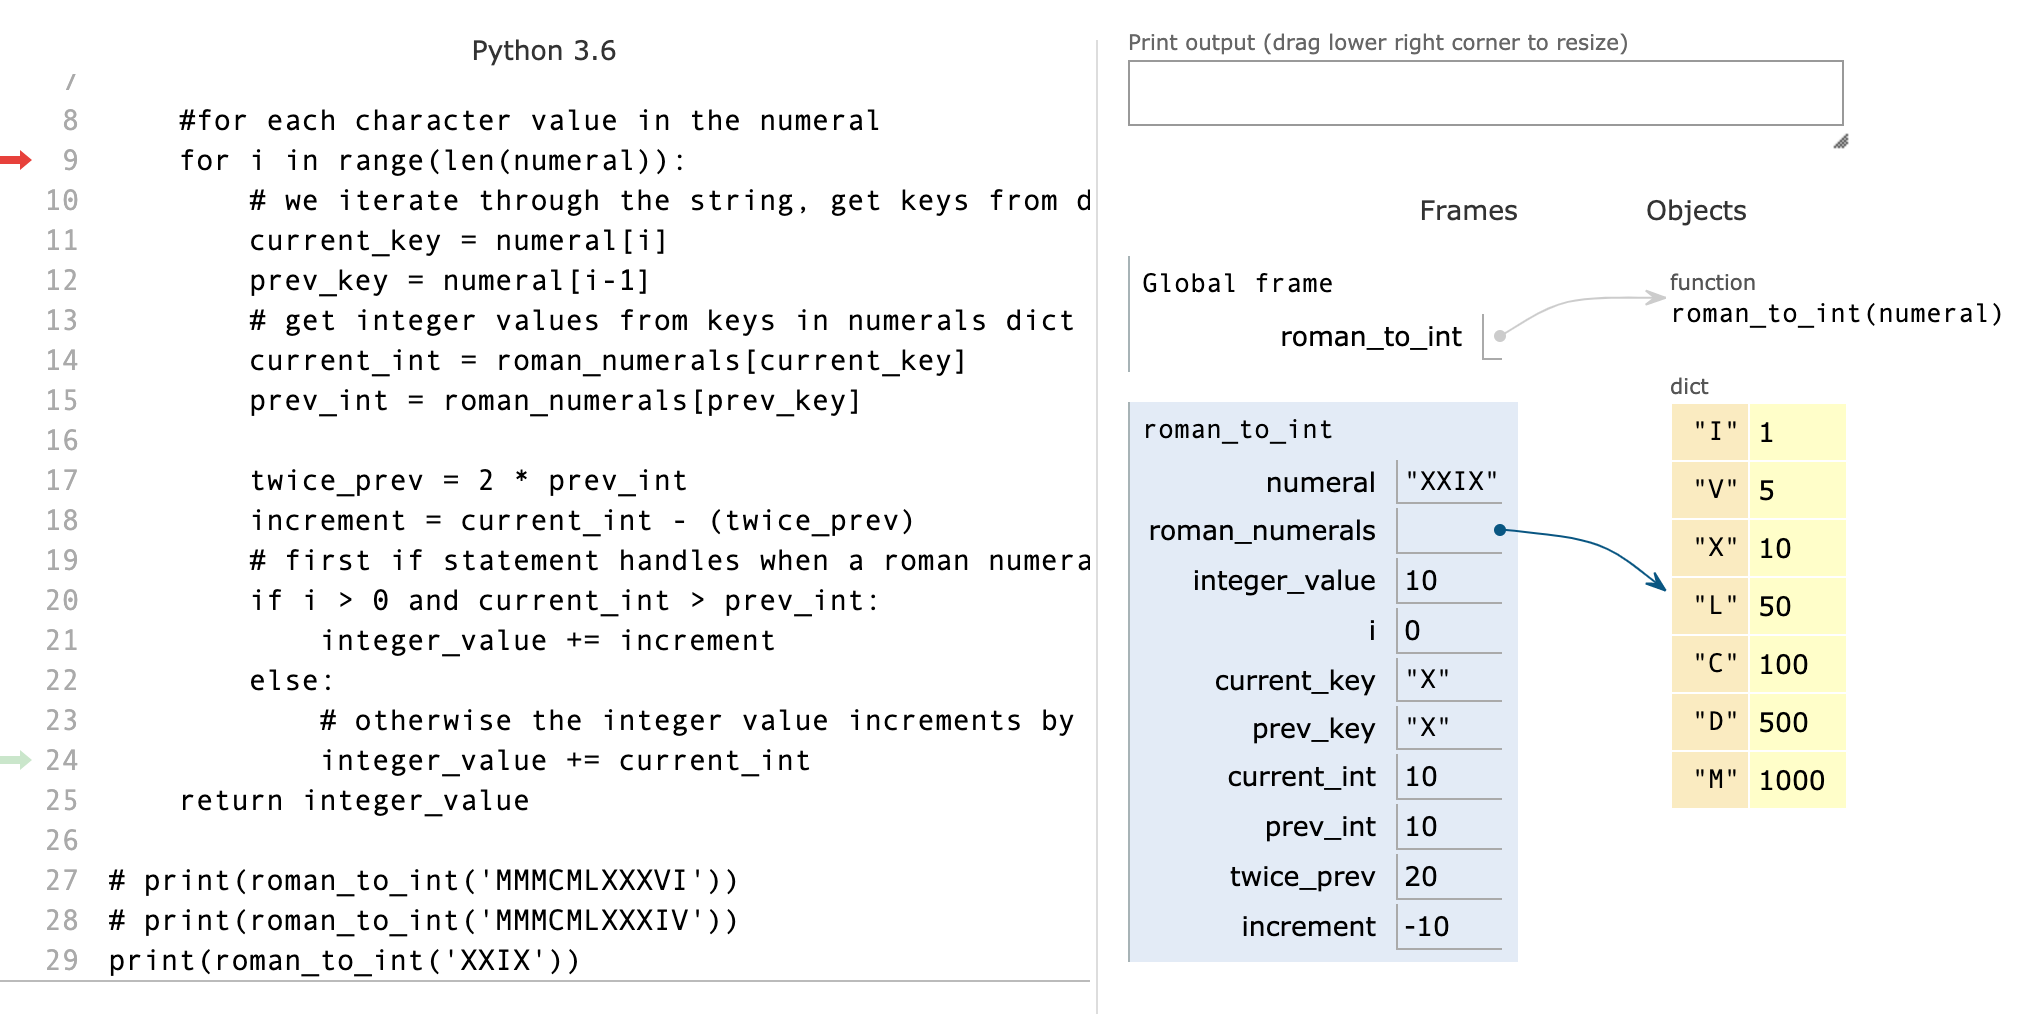 Python 3.6
7
8 #for each character value in the numeral
9 for i in range(len(numeral)):
10 # we iterate through the string, get keys from d
11 current_key = numeral[i]
12 prev_key = numeral[i-1]
13 # get integer values from keys in numerals dict
14 current_int = roman_numerals[current_key]
15 prev_int = roman_numerals[prev_key]
16
17 twice_prev = 2 * prev_int
18 increment = current_int - (twice_prev)
19 # first if statement handles when a roman numera
20 if i > 0 and current_int > prev_int:
21 integer_value += increment
22 else:
23 # otherwise the integer value increments by
24 integer_value += current_int
25 return integer_value
26
27 # print(roman_to_int('MMMCMLXXXVI'))
28 # print(roman_to_int('MMMCMLXXXIV'))
29 print(roman_to_int('XXIX'))
Print output (drag lower right corner to resize)
Frames
Objects
Global frame
roman_to_int
function
roman_to_int(numeral)
roman_to_int
numeral "XXIX"
roman_numerals
integer_value 10
i 0
current_key "X"
prev_key "X"
current_int 10
prev_int 10
twice_prev 20
increment -10
dict
"I" 1
"V" 5
"X" 10
"L" 50
"C" 100
"D" 500
"M" 1000